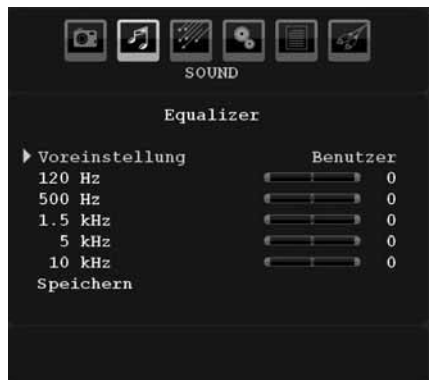 SOUND
Equalizer
Voreinstellung Benutzer
120 Hz 0
500 Hz 0
1.5 kHz 0
5 kHz 0
10 kHz 0
Speichern